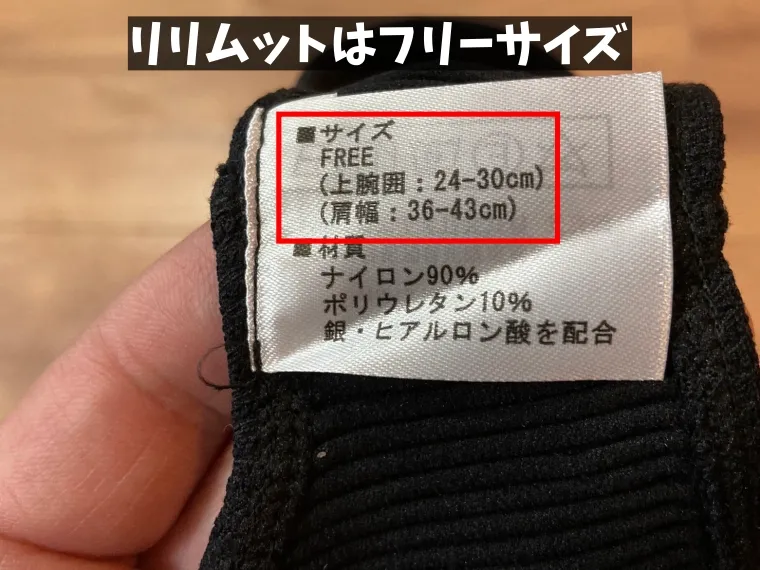 リリムットはフリーサイズ
■サイズ
FREE
(上腕囲：24-30cm)
(肩幅：36-43cm)
■材質
ナイロン90%
ポリウレタン10%
銀・ヒアルロン酸を配合